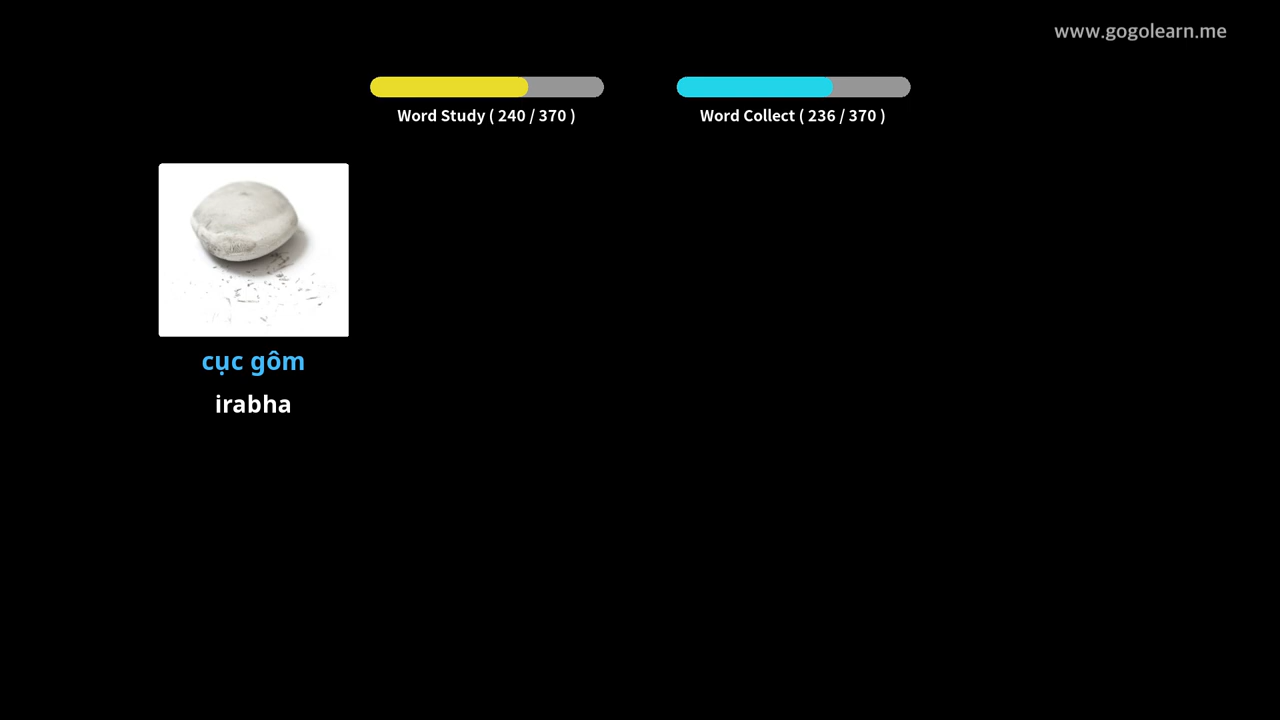 www.gogolearn.me
Word Study ( 240 / 370 )
Word Collect ( 236 / 370 )
cục gôm
irabha